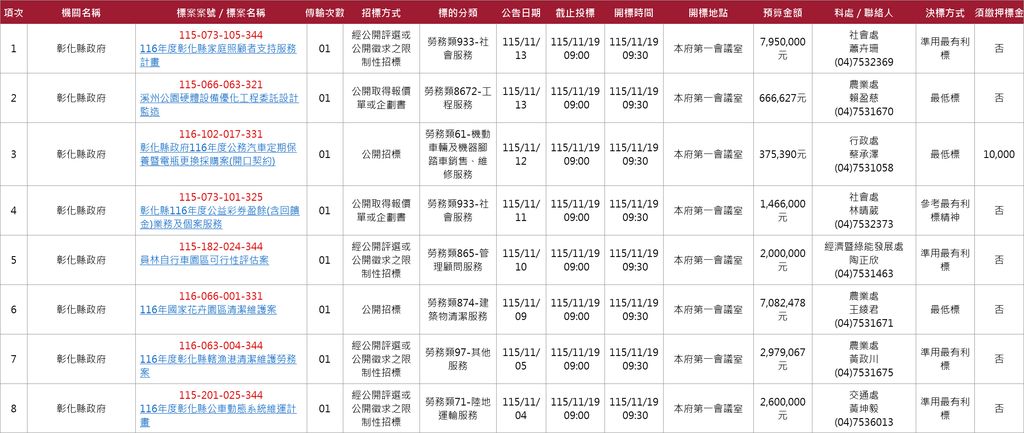 項次 機關名稱 標案案號 / 標案名稱 傳輸次數 招標方式 標的分類 公告日期 截止投標 開標時間 開標地點 預算金額 科處 / 聯絡人 決標方式 須繳押標金
1 彰化縣政府 115-073-105-344 116年度彰化縣家庭照顧者支持服務計畫 01 經公開評選或公開徵求之限制性招標 勞務類933-社會服務 115/11/13 115/11/19 09:00 115/11/19 09:30 本府第一會議室 7,950,000元 社會處 蕭卉珊 (04)7532369 準用最有利標 否
2 彰化縣政府 115-066-063-321 溪州公園硬體設備優化工程委託設計監造 01 公開取得報價單或企劃書 勞務類8672-工程服務 115/11/13 115/11/19 09:00 115/11/19 09:30 本府第一會議室 666,627元 農業處 賴盈慈 (04)7531670 最低標 否
3 彰化縣政府 116-102-017-331 彰化縣政府116年度公務汽車定期保養暨電瓶更換採購案(開口契約) 01 公開招標 勞務類61-機動車輛及機器腳踏車銷售、維修服務 115/11/12 115/11/19 09:00 115/11/19 09:30 本府第一會議室 375,390元 行政處 蔡承澤 (04)7531058 最低標 10,000
4 彰化縣政府 115-073-101-325 彰化縣116年度公益彩券盈餘(含回饋金)業務及個案服務 01 公開取得報價單或企劃書 勞務類933-社會服務 115/11/11 115/11/19 09:00 115/11/19 09:30 本府第一會議室 1,466,000元 社會處 林晴葳 (04)7532373 參考最有利標精神 否
5 彰化縣政府 115-182-024-344 員林自行車園區可行性評估案 01 經公開評選或公開徵求之限制性招標 勞務類865-管理顧問服務 115/11/10 115/11/19 09:00 115/11/19 09:30 本府第一會議室 2,000,000元 經濟暨綠能發展處 陶正欣 (04)7531463 準用最有利標 否
6 彰化縣政府 116-066-001-331 116年國家花卉園區清潔維護案 01 公開招標 勞務類874-建築物清潔服務 115/11/09 115/11/19 09:00 115/11/19 09:30 本府第一會議室 7,082,478元 農業處 王綾君 (04)7531671 最低標 否
7 彰化縣政府 116-063-004-344 116年度彰化縣轄漁港清潔維護勞務案 01 經公開評選或公開徵求之限制性招標 勞務類97-其他服務 115/11/05 115/11/19 09:00 115/11/19 09:30 本府第一會議室 2,979,067元 農業處 黃政川 (04)7531675 準用最有利標 否
8 彰化縣政府 115-201-025-344 116年度彰化縣公車動態系統維運計畫 01 經公開評選或公開徵求之限制性招標 勞務類71-陸地運輸服務 115/11/04 115/11/19 09:00 115/11/19 09:30 本府第一會議室 2,600,000元 交通處 黃坤毅 (04)7536013 準用最有利標 否